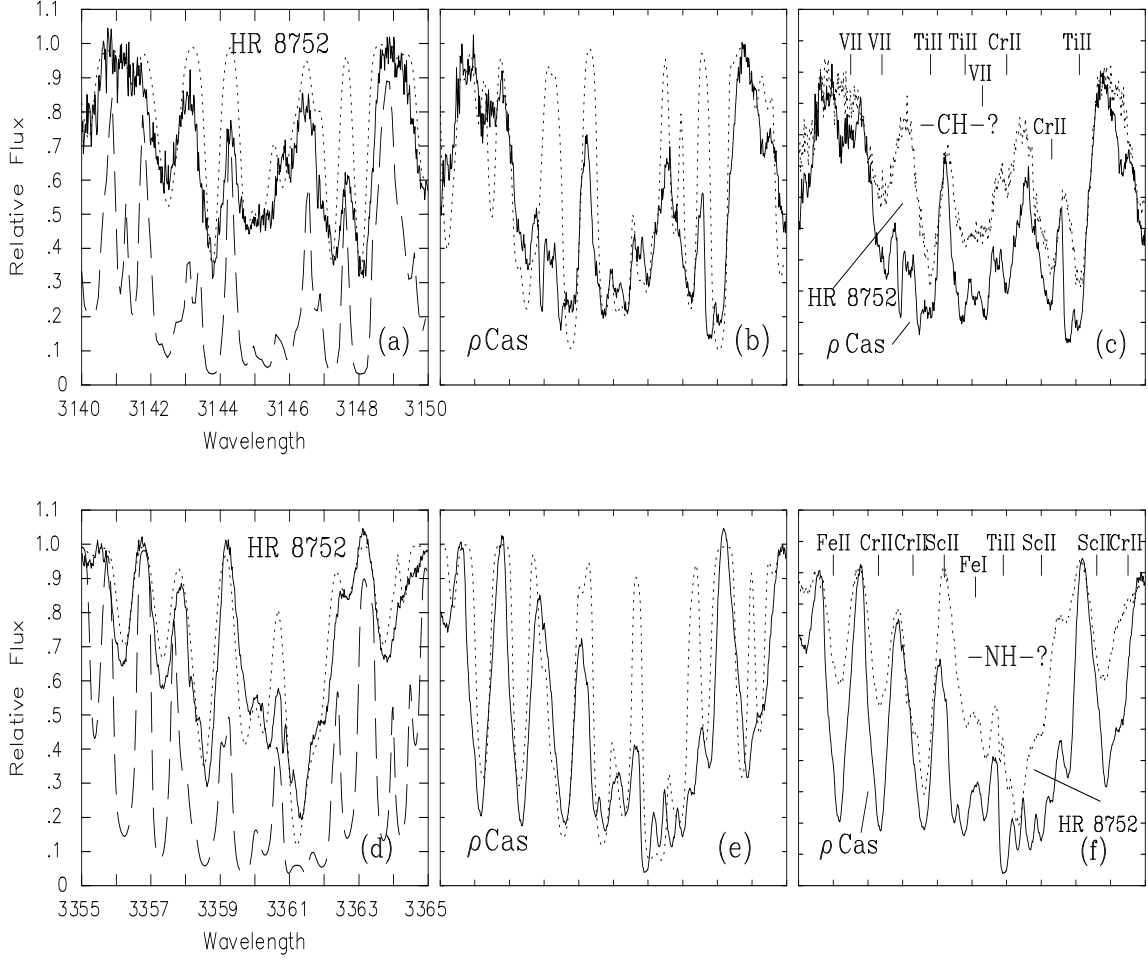 HR 8752
VII VII TiII TiII CrII TiII
VII
-CH-?
CrII
HR 8752
ρ Cas
1.0
.9
.8
.7
.6
.5
.4
.3
.2
.1
0
Relative Flux
(a)
ρCas
(b)
(c)
3140 3142 3144 3146 3148 3150
Wavelength
HR 8752
FeII CrII CrII ScII TiII ScII ScII CrII
FeI
-NH-?
HR 8752
ρCas
1.1
1.0
.9
.8
.7
.6
.5
.4
.3
.2
.1
0
Relative Flux
(d)
ρCas
(e)
(f)
3355 3357 3359 3361 3363 3365
Wavelength